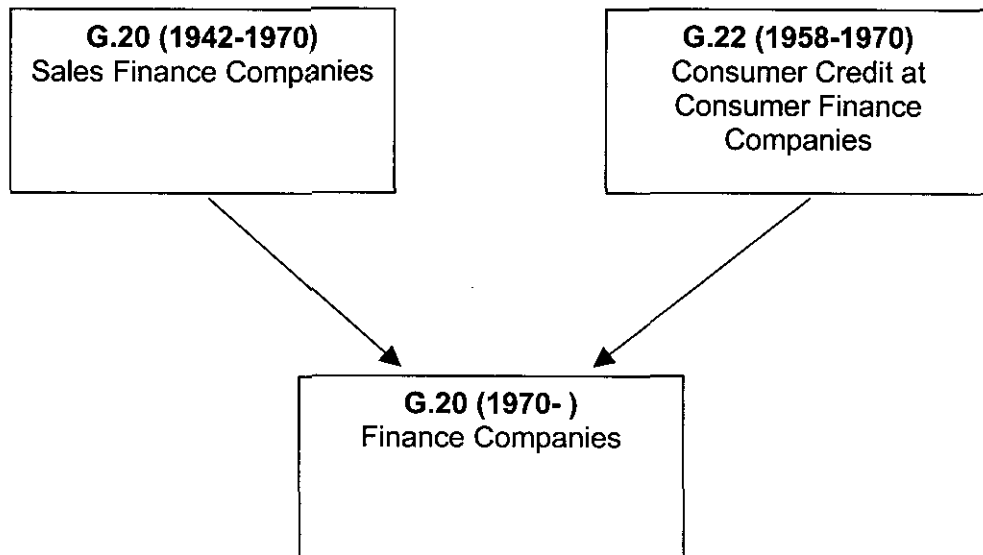 G.20 (1942-1970)
Sales Finance Companies
G.22 (1958-1970)
Consumer Credit at
Consumer Finance
Companies
G.20 (1970- )
Finance Companies